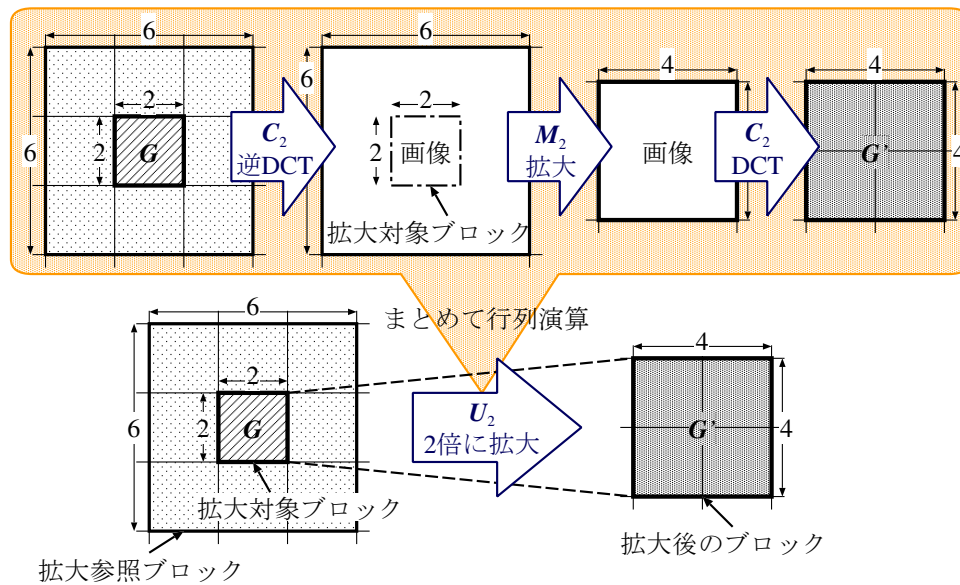 6
6
4
4
2
2
6
6
2
2
G
C₂
逆DCT
画像
拡大対象ブロック
M₂
拡大
画像
C₂
DCT
G'
4
まとめて行列演算
6
6
2
2
G
拡大対象ブロック
拡大参照ブロック
U₂
2倍に拡大
4
4
G'
拡大後のブロック